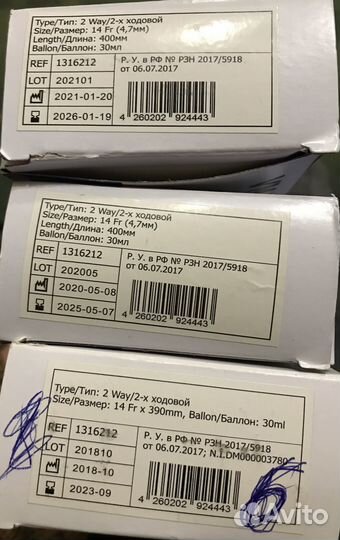 Type/Тип: 2 Way/2-х ходовой
Size/Размер: 14 Fr (4,7мм)
Length/Длина: 400мм
Ballon/Баллон: 30мл
REF 1316212
LOT 202101
2021-01-20
2026-01-19
Р. У. в РФ № РЗН 2017/5918
от 06.07.2017
4 260202 924443
Type/Тип: 2 Way/2-х ходовой
Size/Размер: 14 Fr (4,7мм)
Length/Длина: 400мм
Ballon/Баллон: 30мл
REF 1316212
LOT 202005
2020-05-08
2025-05-07
Р. У. в РФ № РЗН 2017/5918
от 06.07.2017
4 260202 924443
Type/Тип: 2 Way/2-х ходовой
Size/Размер: 14 Fr x 390mm, Ballon/Баллон: 30ml
REF 1316212
LOT 201810
2018-10
2023-09
Р. У. в РФ № РЗН 2017/5918
от 06.07.2017; N.I.DM000003780
4 260202 924443
Avito